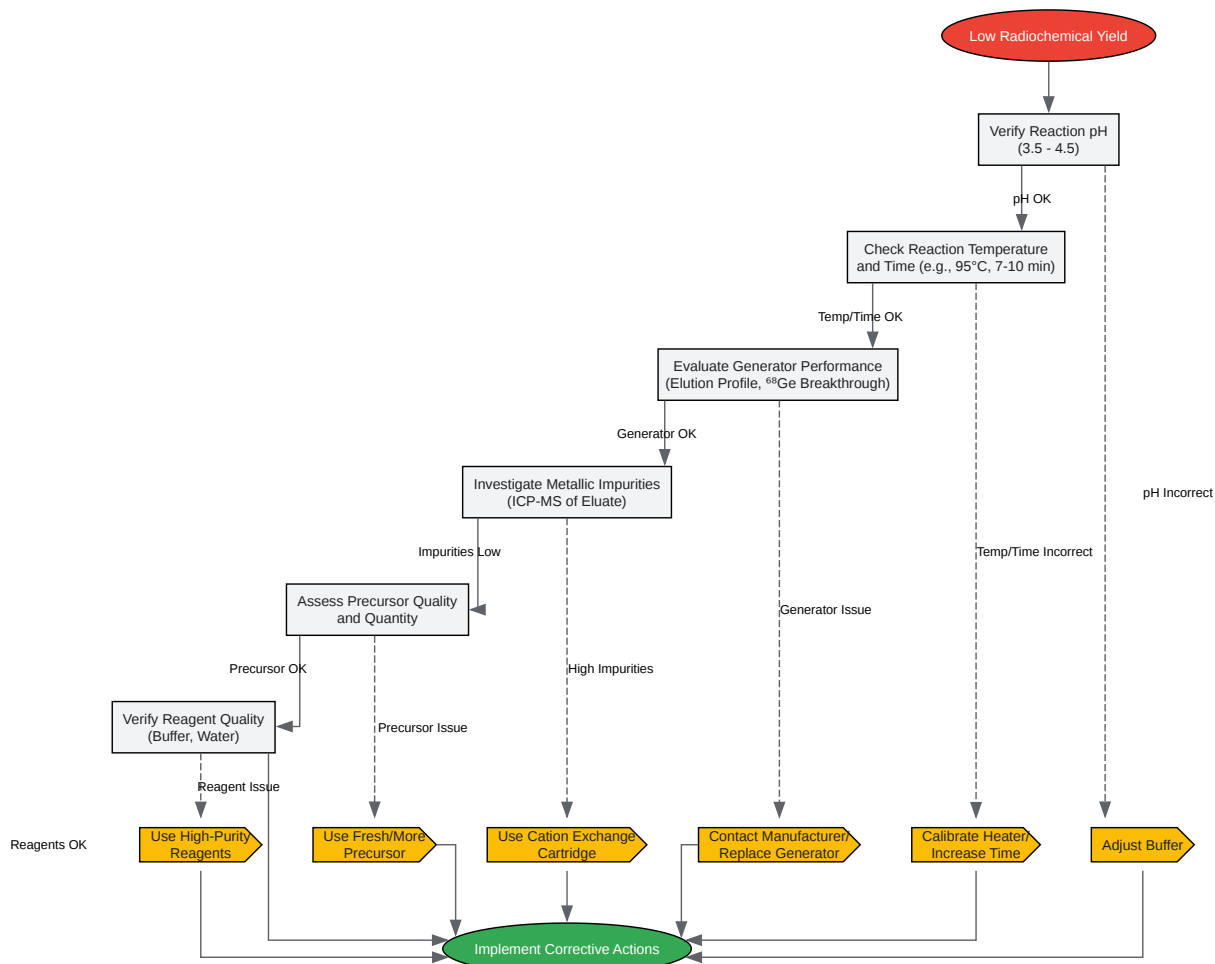 Low Radiochemical Yield
Verify Reaction pH
(3.5 - 4.5)
pH OK
Check Reaction Temperature
and Time (e.g., 95°C, 7-10 min)
Temp/Time OK
Evaluate Generator Performance
(Elution Profile, ⁶⁸Ge Breakthrough)
Generator OK
Investigate Metallic Impurities
(ICP-MS of Eluate)
pH Incorrect
Impurities Low
Temp/Time Incorrect
Assess Precursor Quality
and Quantity
Generator Issue
Precursor OK
High Impurities
Verify Reagent Quality
(Buffer, Water)
Precursor Issue
Reagent Issue
Reagents OK
Use High-Purity
Reagents
Use Fresh/More
Precursor
Use Cation Exchange
Cartridge
Contact Manufacturer/
Replace Generator
Calibrate Heater/
Increase Time
Adjust Buffer
Implement Corrective Actions